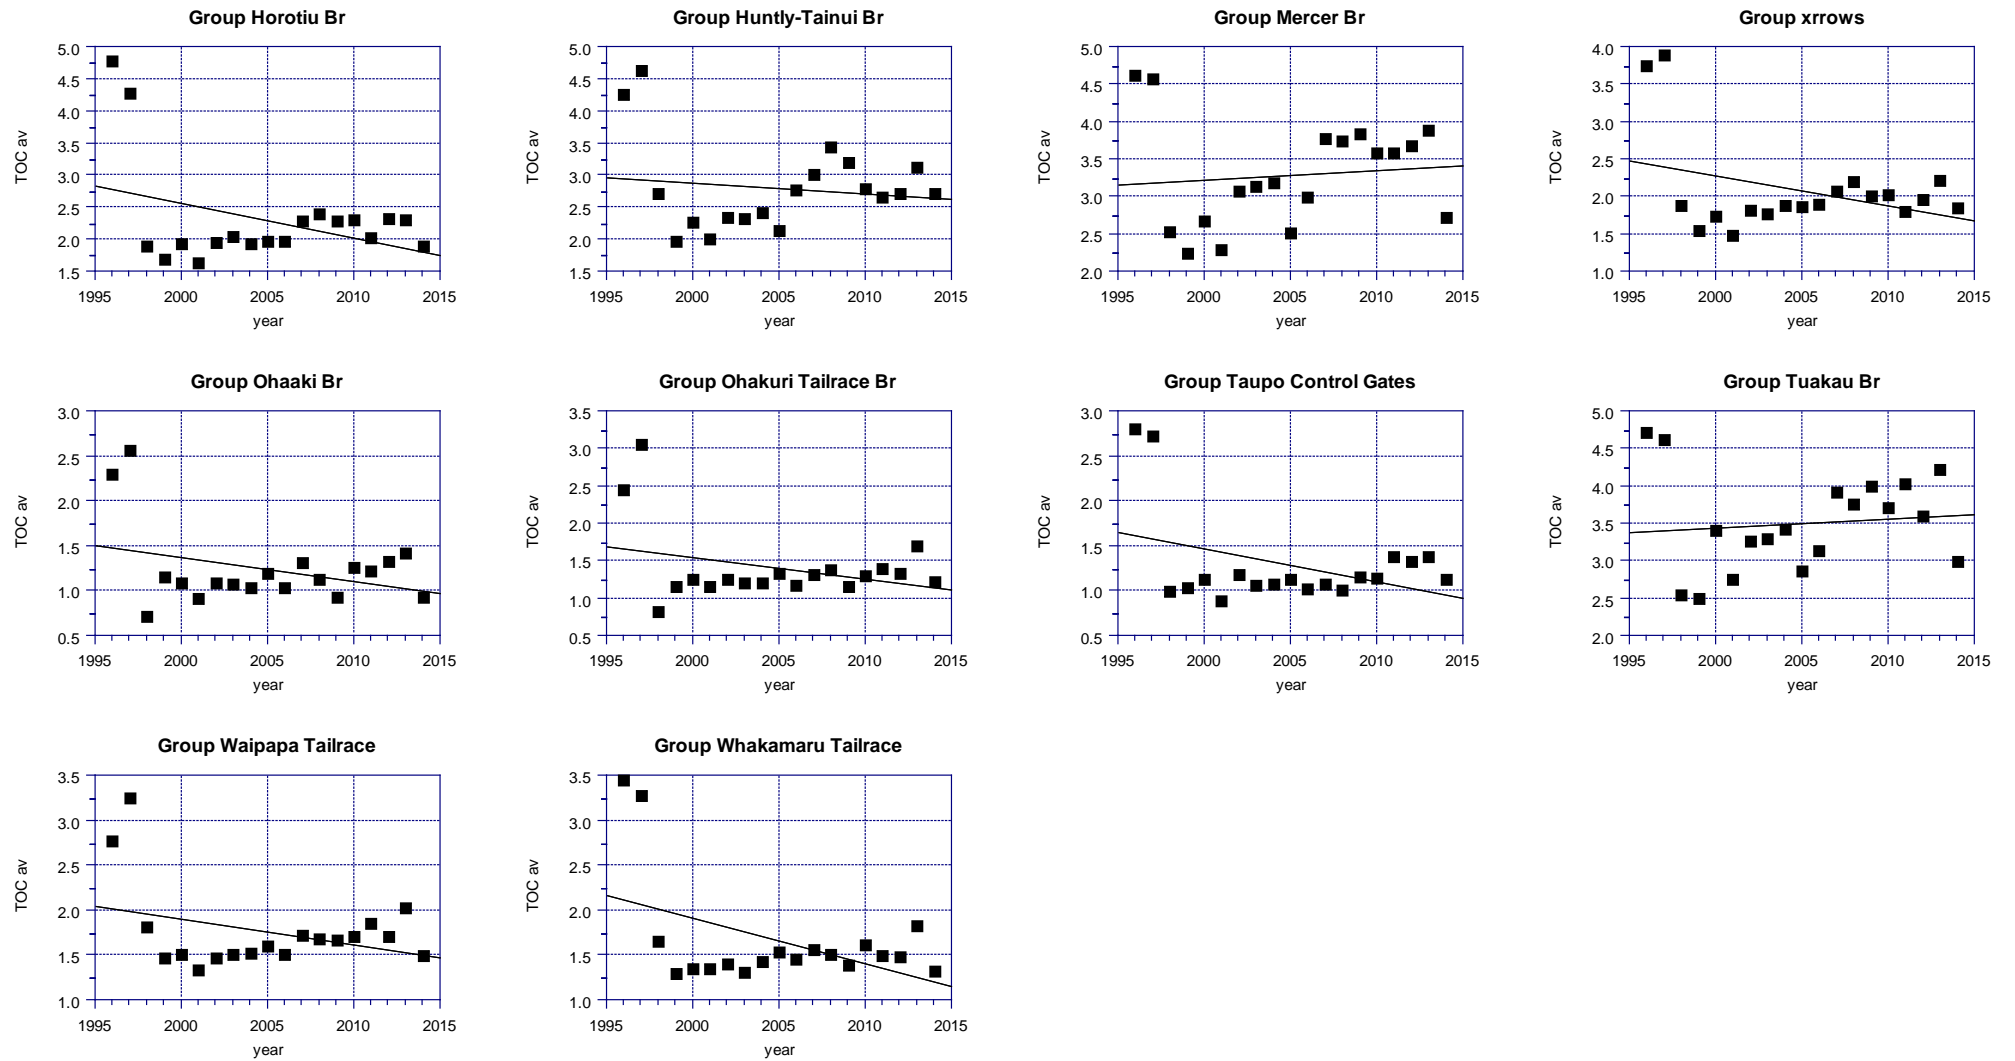 Group Horotiu Br
5.0
4.5
4.0
3.5
3.0
2.5
2.0
1.5
TOC av
1995 2000 2005 2010 2015
year
Group Huntly-Tainui Br
5.0
4.5
4.0
3.5
3.0
2.5
2.0
1.5
TOC av
1995 2000 2005 2010 2015
year
Group Mercer Br
5.0
4.5
4.0
3.5
3.0
2.5
2.0
TOC av
1995 2000 2005 2010 2015
year
Group xrrows
4.0
3.5
3.0
2.5
2.0
1.5
1.0
TOC av
1995 2000 2005 2010 2015
year
Group Ohaaki Br
3.0
2.5
2.0
1.5
1.0
0.5
TOC av
1995 2000 2005 2010 2015
year
Group Ohakuri Tailrace Br
3.5
3.0
2.5
2.0
1.5
1.0
0.5
TOC av
1995 2000 2005 2010 2015
year
Group Taupo Control Gates
3.0
2.5
2.0
1.5
1.0
0.5
TOC av
1995 2000 2005 2010 2015
year
Group Tuakau Br
5.0
4.5
4.0
3.5
3.0
2.5
2.0
TOC av
1995 2000 2005 2010 2015
year
Group Waipapa Tailrace
3.5
3.0
2.5
2.0
1.5
1.0
TOC av
1995 2000 2005 2010 2015
year
Group Whakamaru Tailrace
3.5
3.0
2.5
2.0
1.5
1.0
TOC av
1995 2000 2005 2010 2015
year